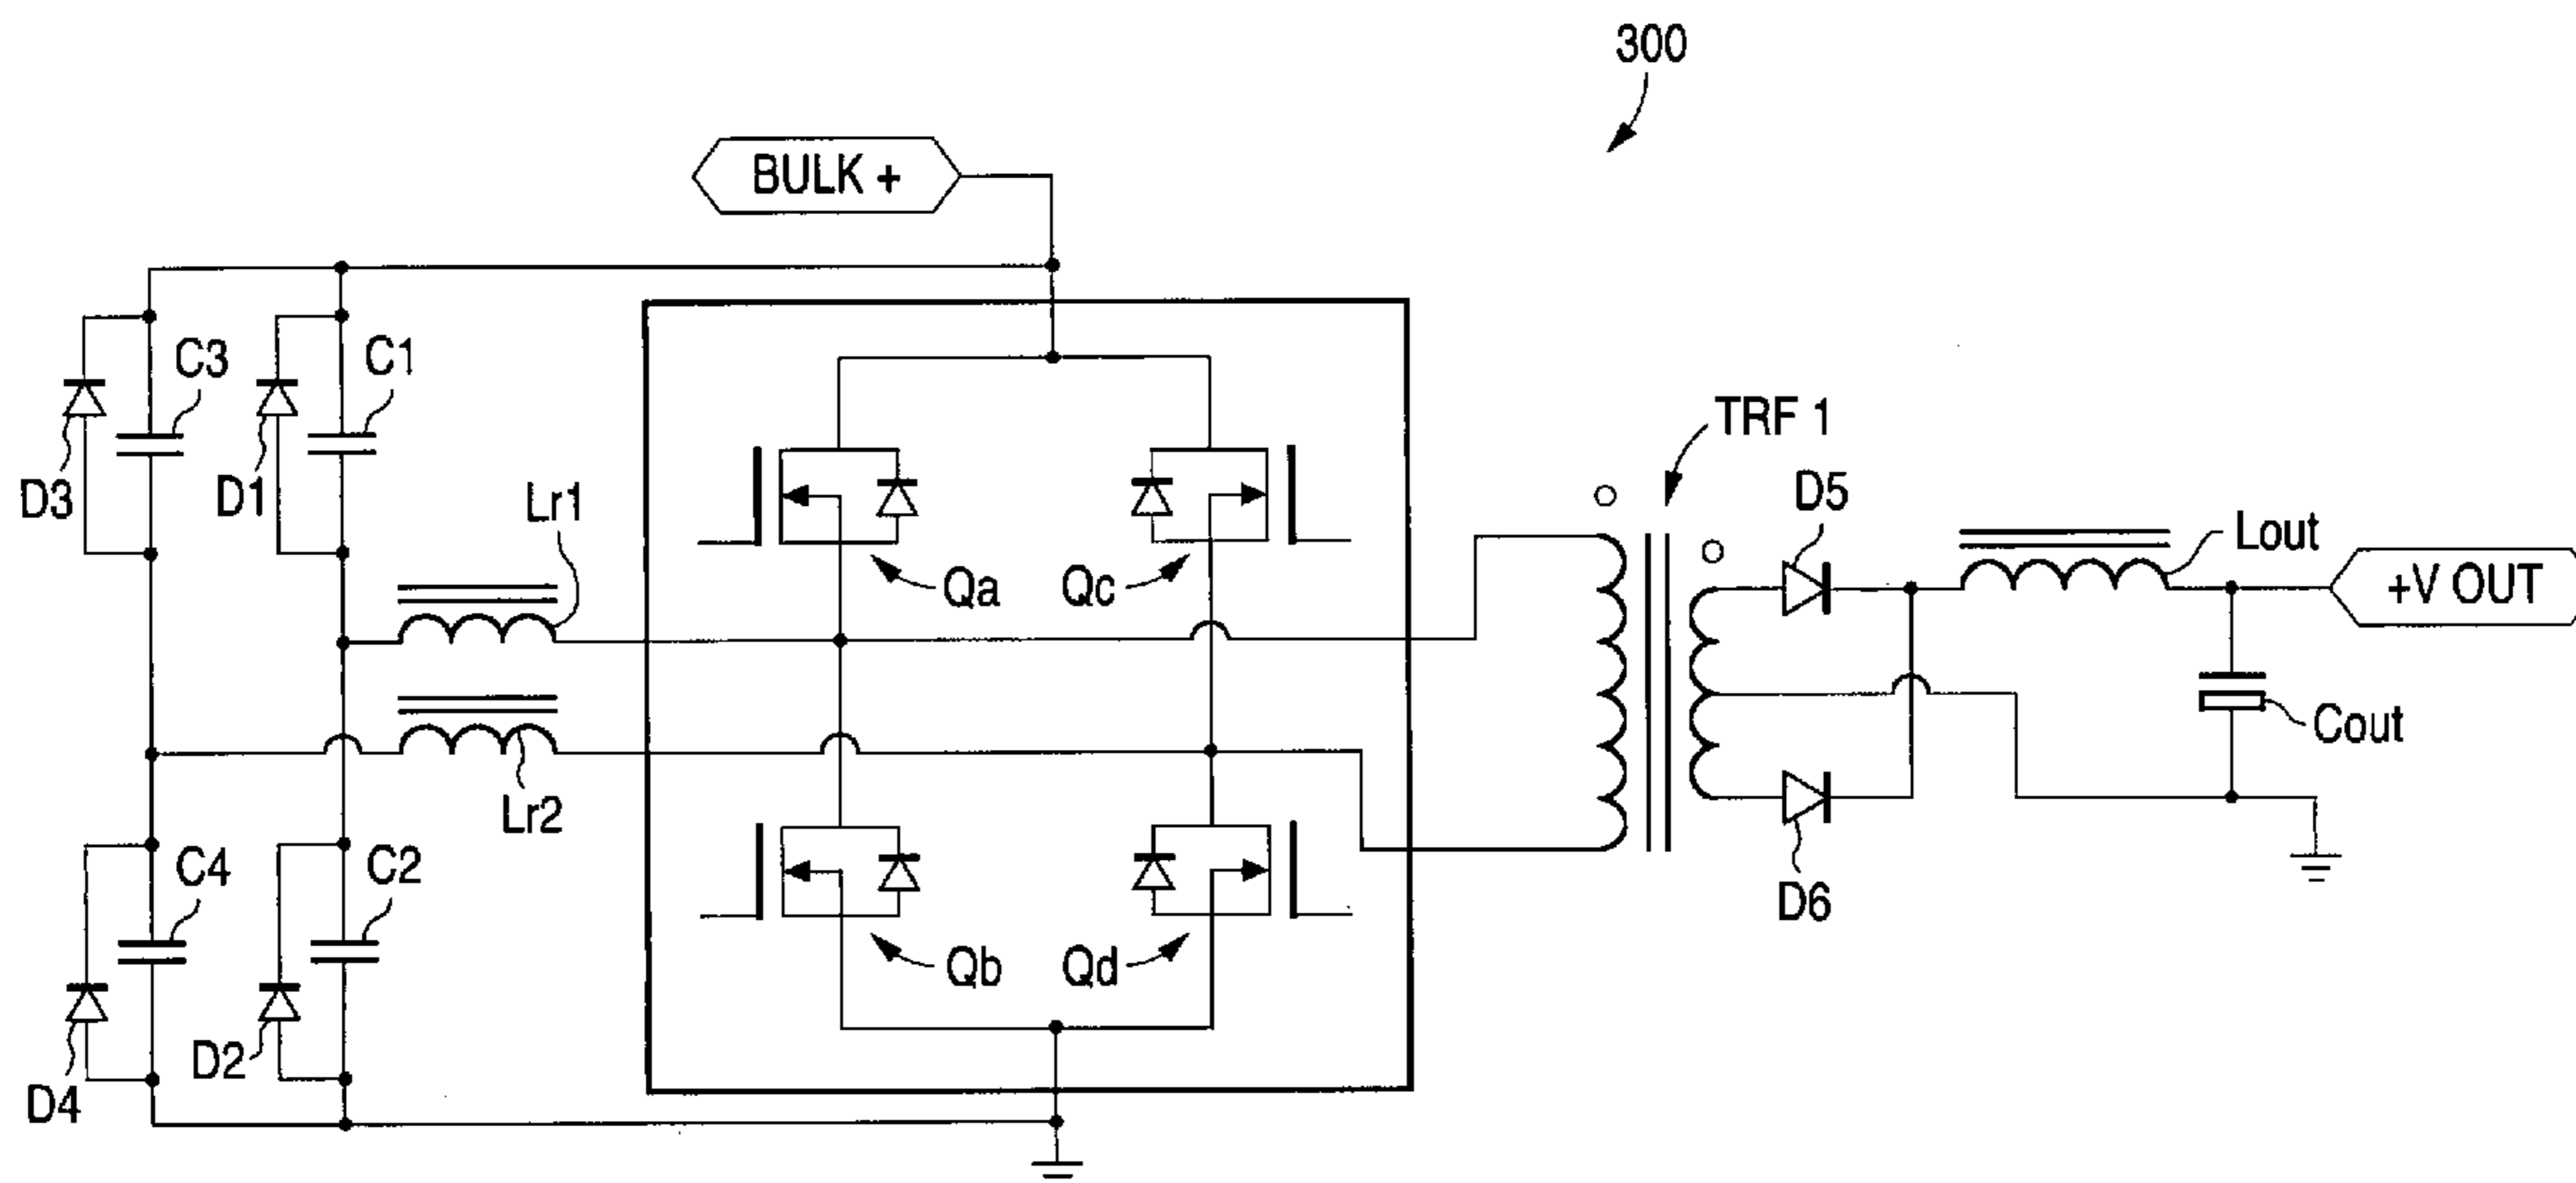 300
BULK +
C3
C1
D3
D1
Lr1
Qa
Qc
TRF 1
D5
Lout
+V OUT
Lr2
Cout
C4
C2
D6
Qb
Qd
D4
D2